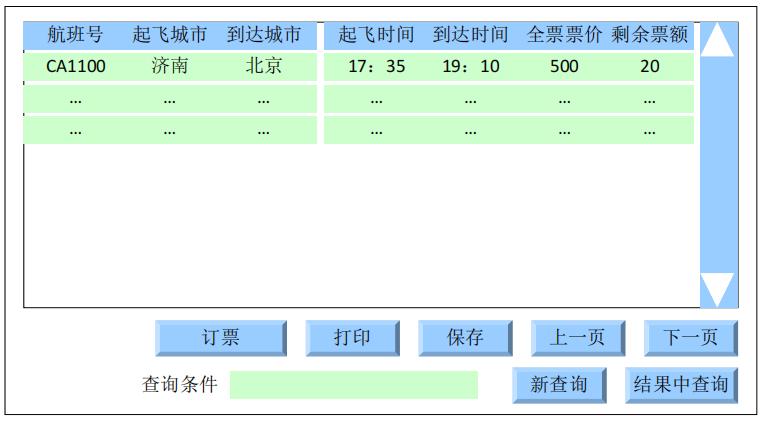 航班号 起飞城市 到达城市 起飞时间 到达时间 全票票价 剩余票额
CA1100 济南 北京 17：35 19：10 500 20
... ... ... ... ... ... ...
... ... ... ... ... ... ...
订票 打印 保存 上一页 下一页
查询条件 新查询 结果中查询